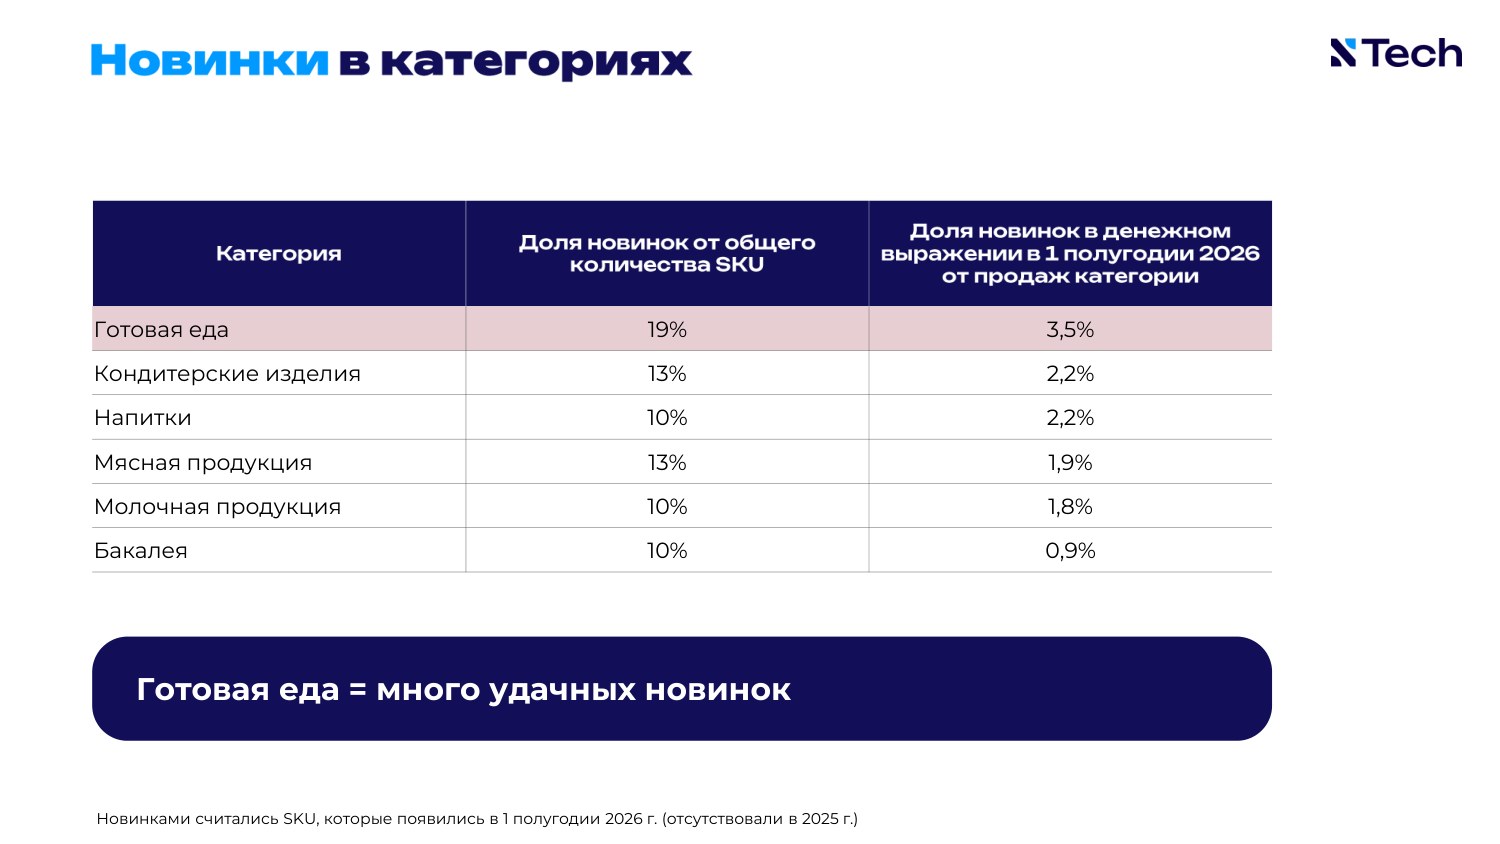 Новинки в категориях
Tech
Категория
Доля новинок от общего
количества SKU
Доля новинок в денежном
выражении в 1 полугодии 2026
от продаж категории
Готовая еда 19% 3,5%
Кондитерские изделия 13% 2,2%
Напитки 10% 2,2%
Мясная продукция 13% 1,9%
Молочная продукция 10% 1,8%
Бакалея 10% 0,9%
Готовая еда = много удачных новинок
Новинками считались SKU, которые появились в 1 полугодии 2026 г. (отсутствовали в 2025 г.)